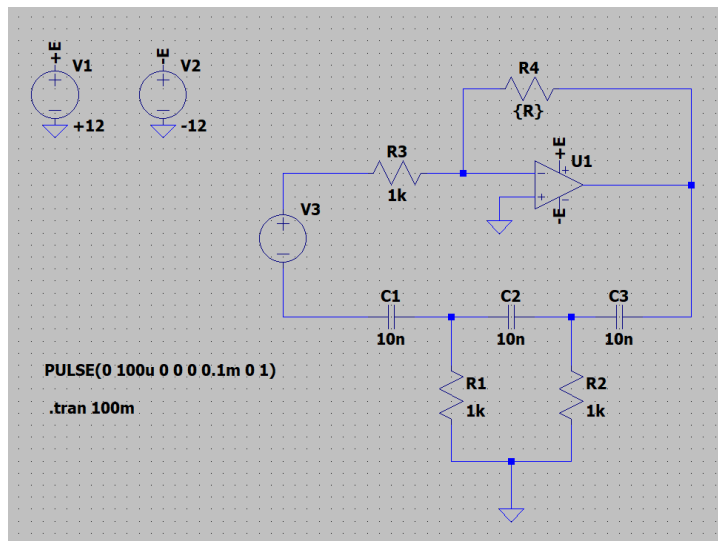 +E
V1
+12
-E
V2
-12
R4
{R}
+E
U1
-E
R3
1k
V3
C1
10n
C2
10n
C3
10n
R1
1k
R2
1k
PULSE(0 100u 0 0 0 0.1m 0 1)
.tran 100m